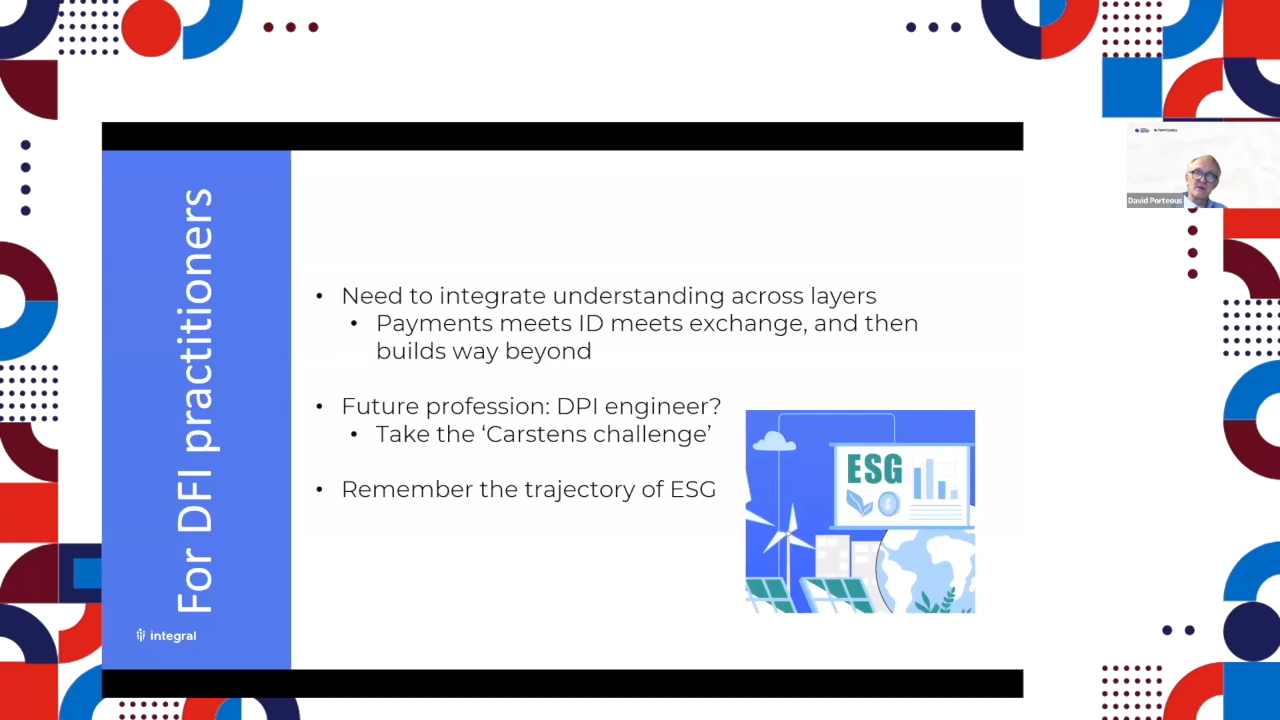 For DFI practitioners
integral
• Need to integrate understanding across layers
• Payments meets ID meets exchange, and then
builds way beyond
• Future profession: DPI engineer?
• Take the ‘Carstens challenge’
• Remember the trajectory of ESG
ESG
$
David Porteous